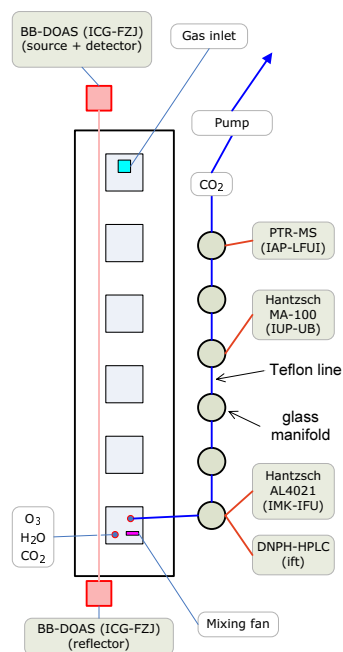 BB-DOAS (ICG-FZJ)
(source + detector)
Gas inlet
Pump
CO₂
PTR-MS
(IAP-LFUI)
Hantzsch
MA-100
(IUP-UB)
Teflon line
glass
manifold
Hantzsch
AL4021
(IMK-IFU)
O₃
H₂O
CO₂
DNPH-HPLC
(ift)
Mixing fan
BB-DOAS (ICG-FZJ)
(reflector)